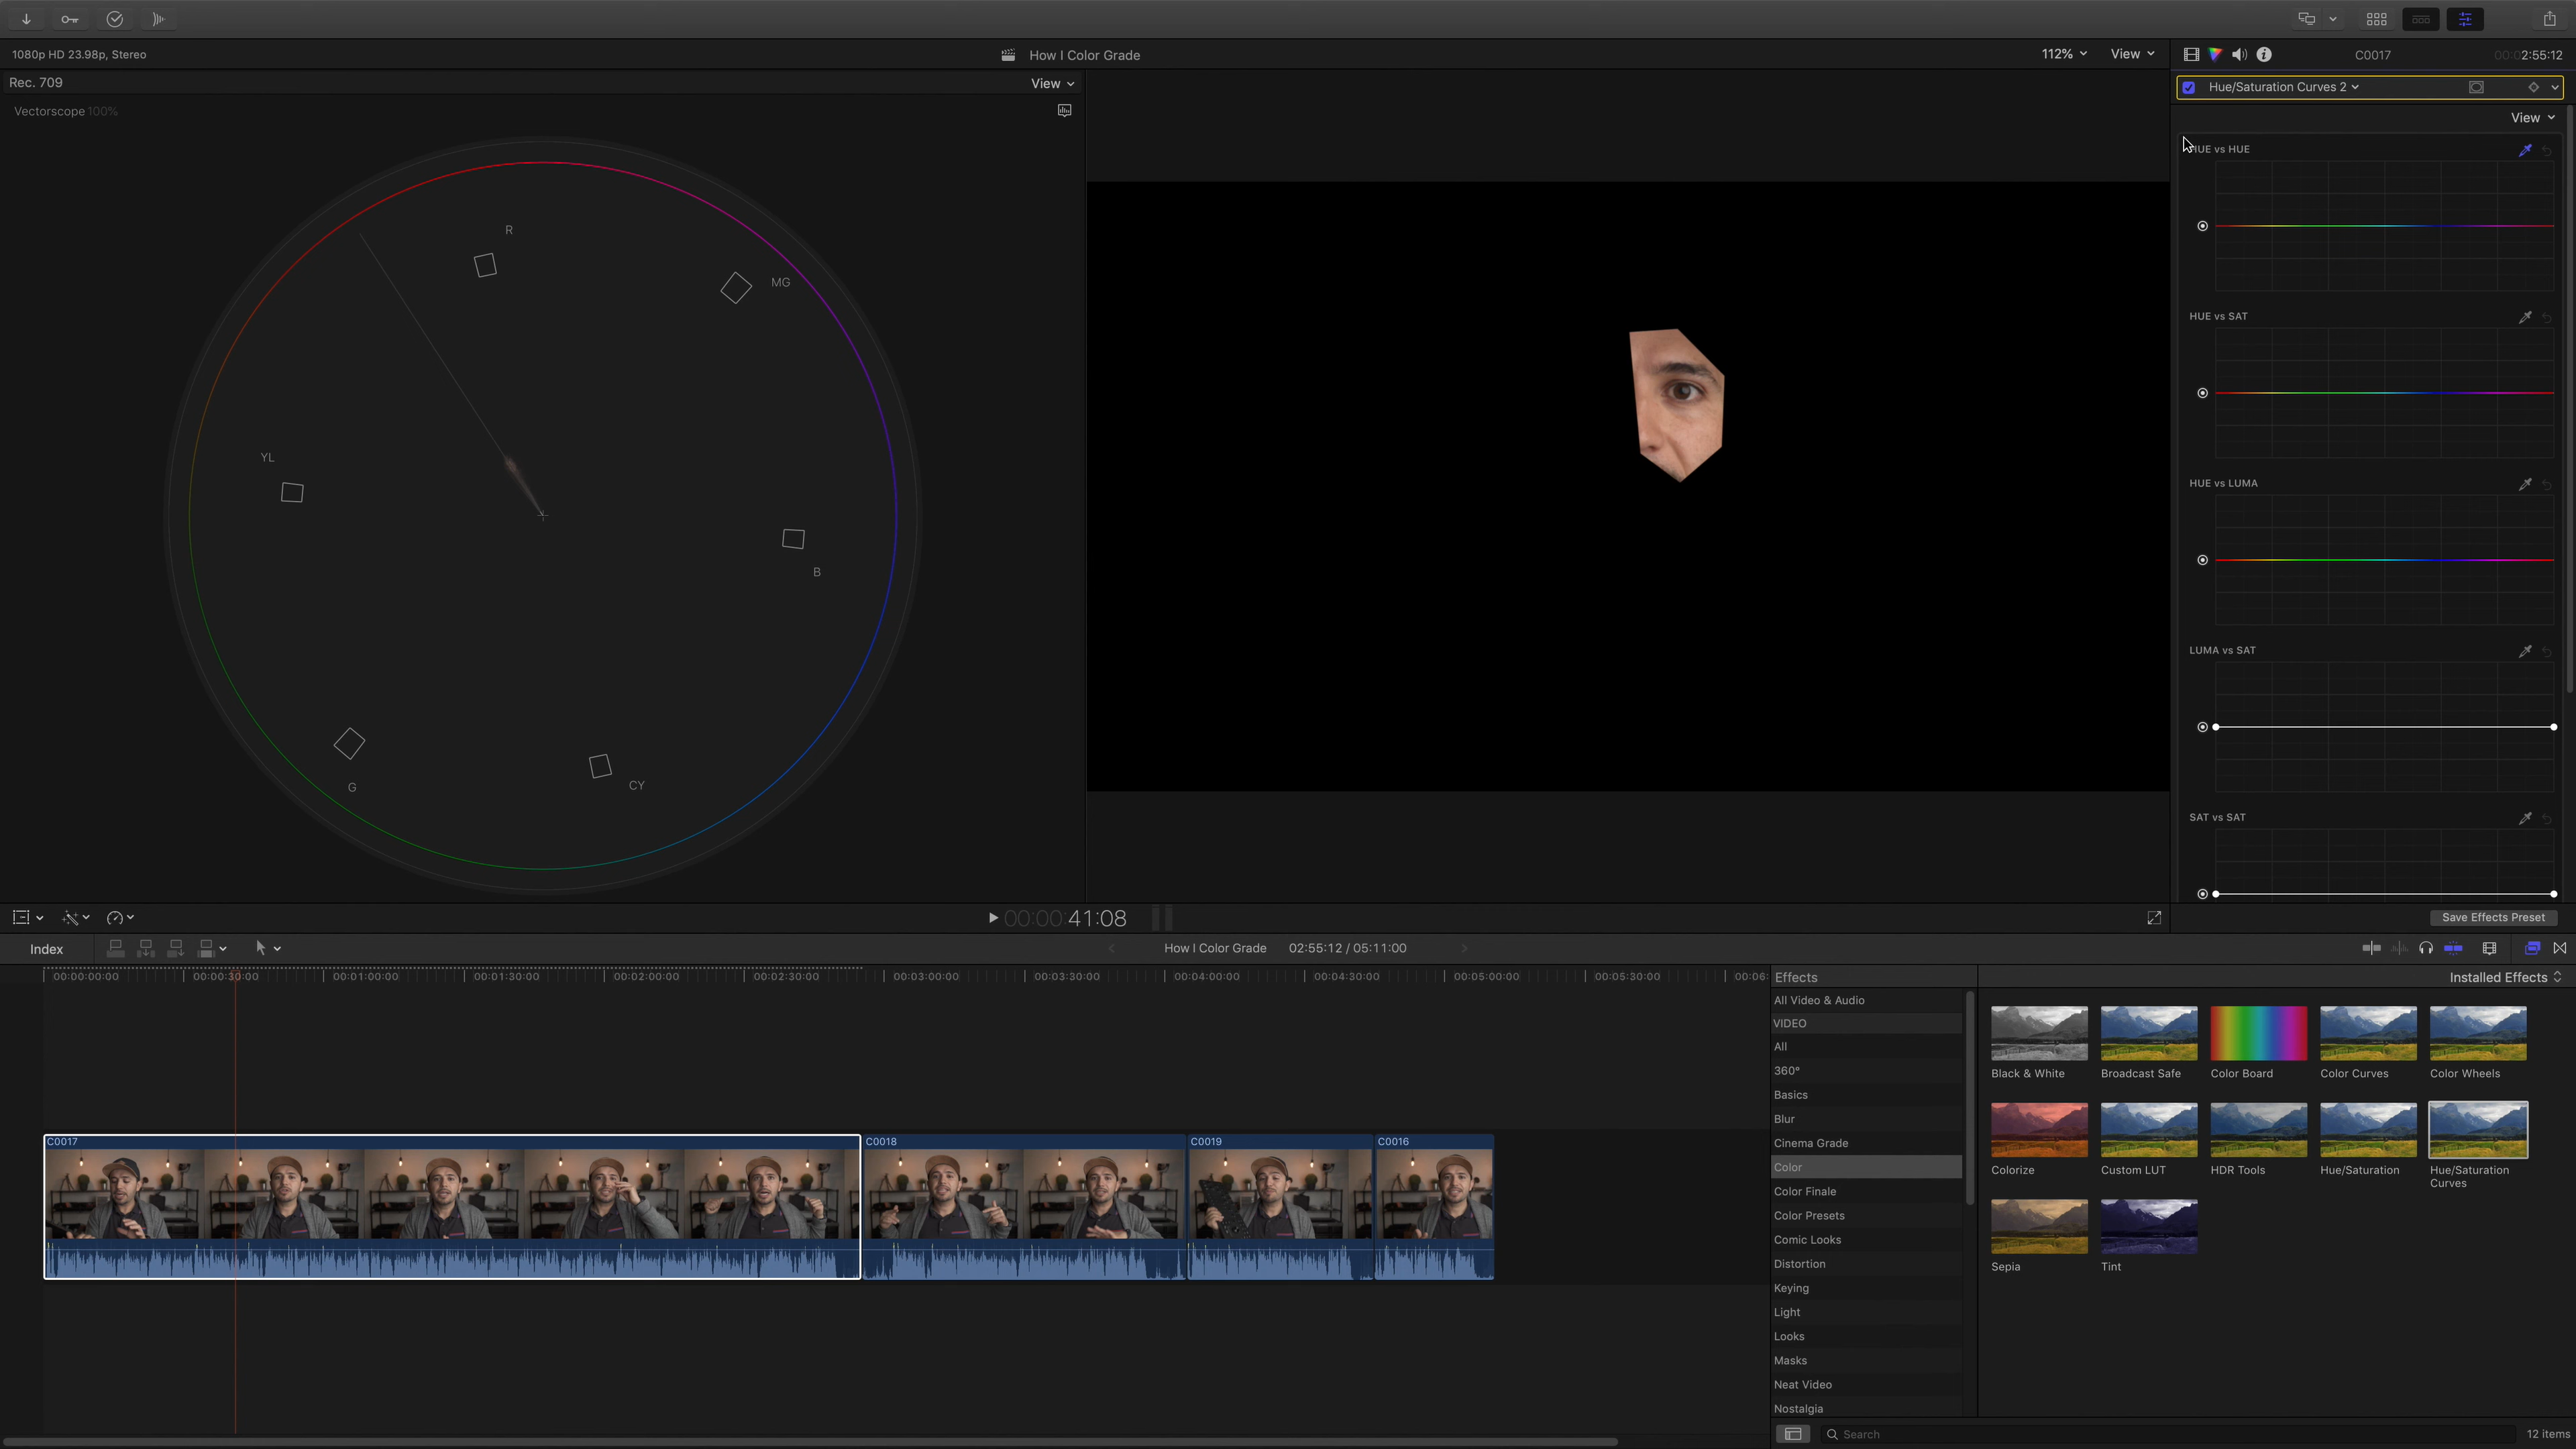 1080p HD 23.98p, Stereo
How I Color Grade
112%
View
C0017
00:00 2:55:12
Rec. 709
View
Hue/Saturation Curves 2
Vectorscope 100%
View
HUE vs HUE
R
MG
YL
B
G
CY
HUE vs SAT
HUE vs LUMA
LUMA vs SAT
SAT vs SAT
00:00:41:08
Save Effects Preset
Index
How I Color Grade
02:55:12 / 05:11:00
00:00:00:00
00:00:30:00
00:01:00:00
00:01:30:00
00:02:00:00
00:02:30:00
00:03:00:00
00:03:30:00
00:04:00:00
00:04:30:00
00:05:00:00
00:05:30:00
00:06:
Effects
Installed Effects
All Video & Audio
VIDEO
All
360°
Basics
Blur
Cinema Grade
Color
Color Finale
Color Presets
Comic Looks
Distortion
Keying
Light
Looks
Masks
Neat Video
Nostalgia
Black & White
Broadcast Safe
Color Board
Color Curves
Color Wheels
Colorize
Custom LUT
HDR Tools
Hue/Saturation
Hue/Saturation
Curves
Sepia
Tint
C0017
C0018
C0019
C0016
Search
12 items